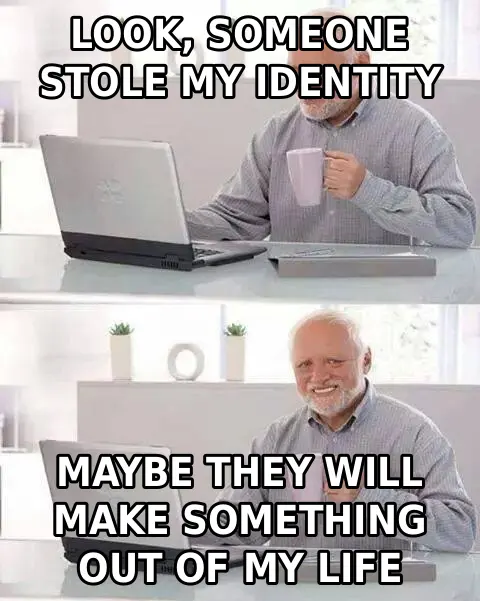 LOOK, SOMEONE
STOLE MY IDENTITY
MAYBE THEY WILL
MAKE SOMETHING
OUT OF MY LIFE